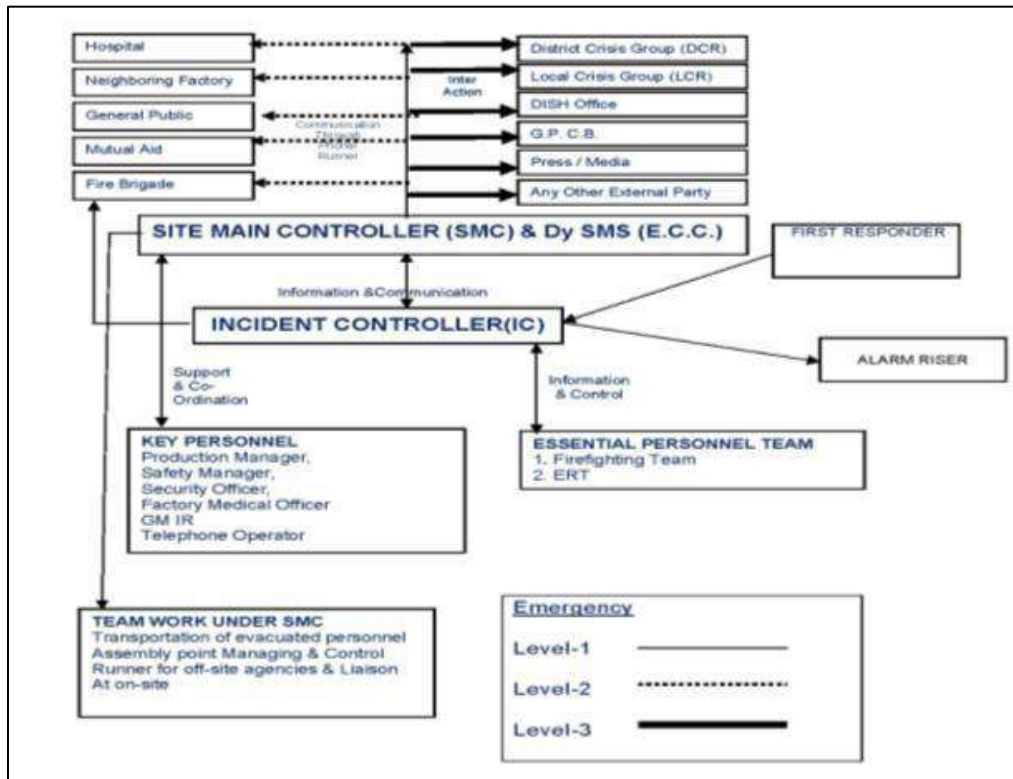 Hospital
Neighboring Factory
General Public
Mutual Aid
Fire Brigade
Communication
Through
Phone/
Runner
Inter
Action
District Crisis Group (DCR)
Local Crisis Group (LCR)
DISH Office
G.P. C.B.
Press / Media
Any Other External Party
SITE MAIN CONTROLLER (SMC) & Dy SMS (E.C.C.)
FIRST RESPONDER
Information &Communication
INCIDENT CONTROLLER(IC)
ALARM RISER
Support
& Co-
Ordination
Information
& Control
KEY PERSONNEL
Production Manager,
Safety Manager,
Security Officer,
Factory Medical Officer
GM IR
Telephone Operator
ESSENTIAL PERSONNEL TEAM
1. Firefighting Team
2. ERT
TEAM WORK UNDER SMC
Transportation of evacuated personnel
Assembly point Managing & Control
Runner for off-site agencies & Liaison
At on-site
Emergency
Level-1
Level-2
Level-3